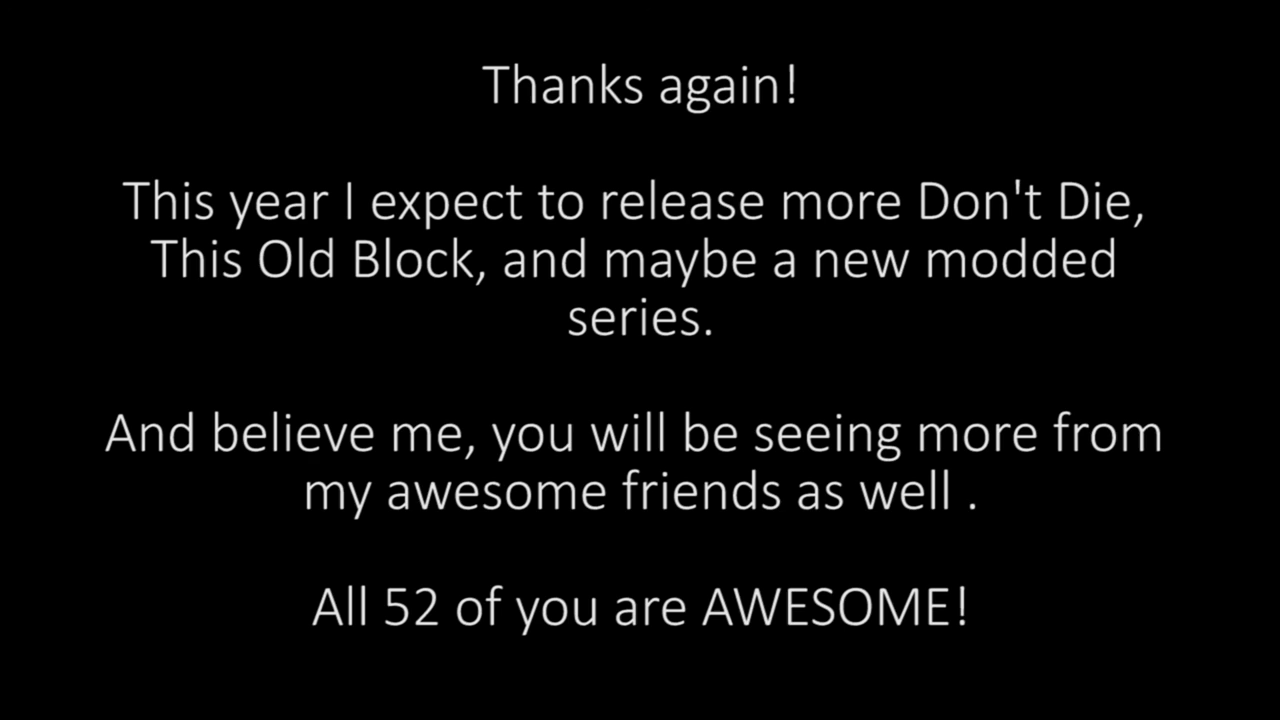 Thanks again!
This year I expect to release more Don't Die,
This Old Block, and maybe a new modded
series.
And believe me, you will be seeing more from
my awesome friends as well .
All 52 of you are AWESOME!